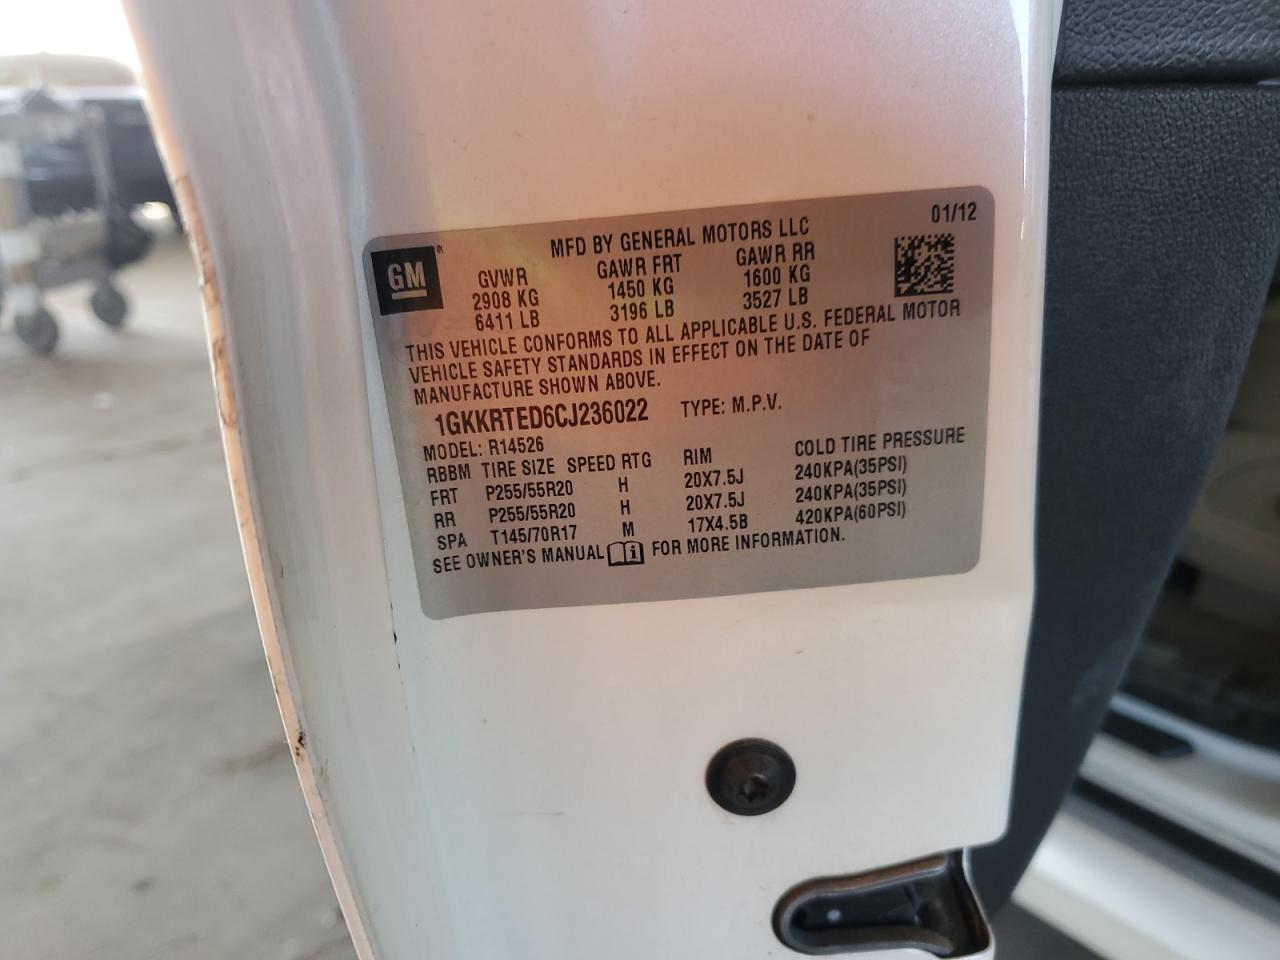 01/12
MFD BY GENERAL MOTORS LLC
GM
GVWR GAWR FRT GAWR RR
2908 KG 1450 KG 1600 KG
6411 LB 3196 LB 3527 LB
THIS VEHICLE CONFORMS TO ALL APPLICABLE U.S. FEDERAL MOTOR
VEHICLE SAFETY STANDARDS IN EFFECT ON THE DATE OF
MANUFACTURE SHOWN ABOVE.
1GKKRTED6CJ236022 TYPE: M.P.V.
MODEL: R14526
RBBM TIRE SIZE SPEED RTG RIM COLD TIRE PRESSURE
FRT P255/55R20 H 20X7.5J 240KPA(35PSI)
RR P255/55R20 H 20X7.5J 240KPA(35PSI)
SPA T145/70R17 M 17X4.5B 420KPA(60PSI)
SEE OWNER'S MANUAL i FOR MORE INFORMATION.